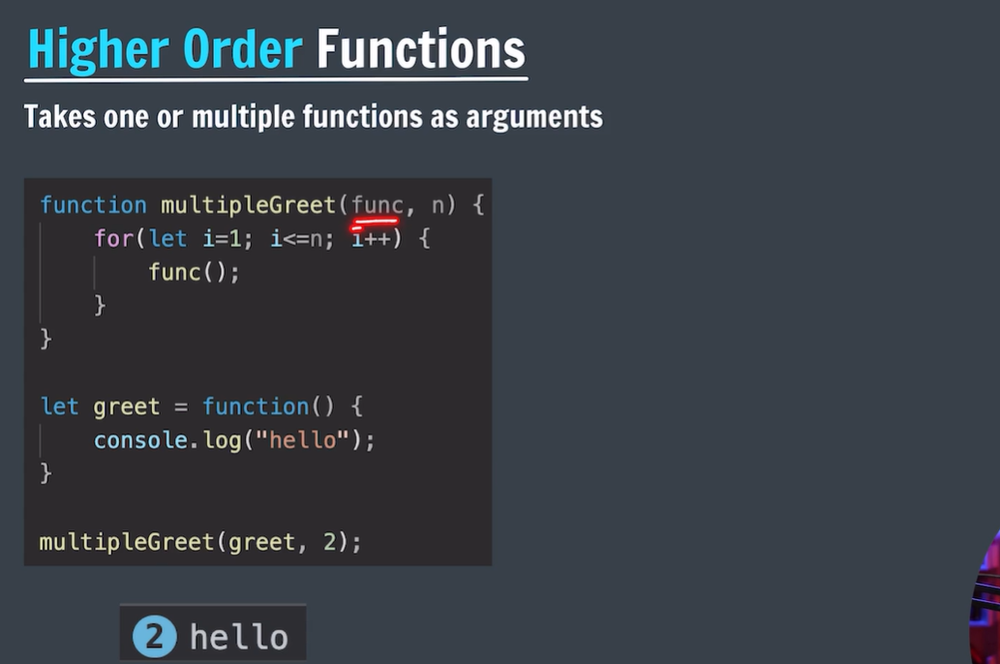 Higher Order Functions
Takes one or multiple functions as arguments
function multipleGreet(func, n) {
    for(let i=1; i<=n; i++) {
        func();
    }
}
let greet = function() {
    console.log("hello");
}
multipleGreet(greet, 2);
2 hello